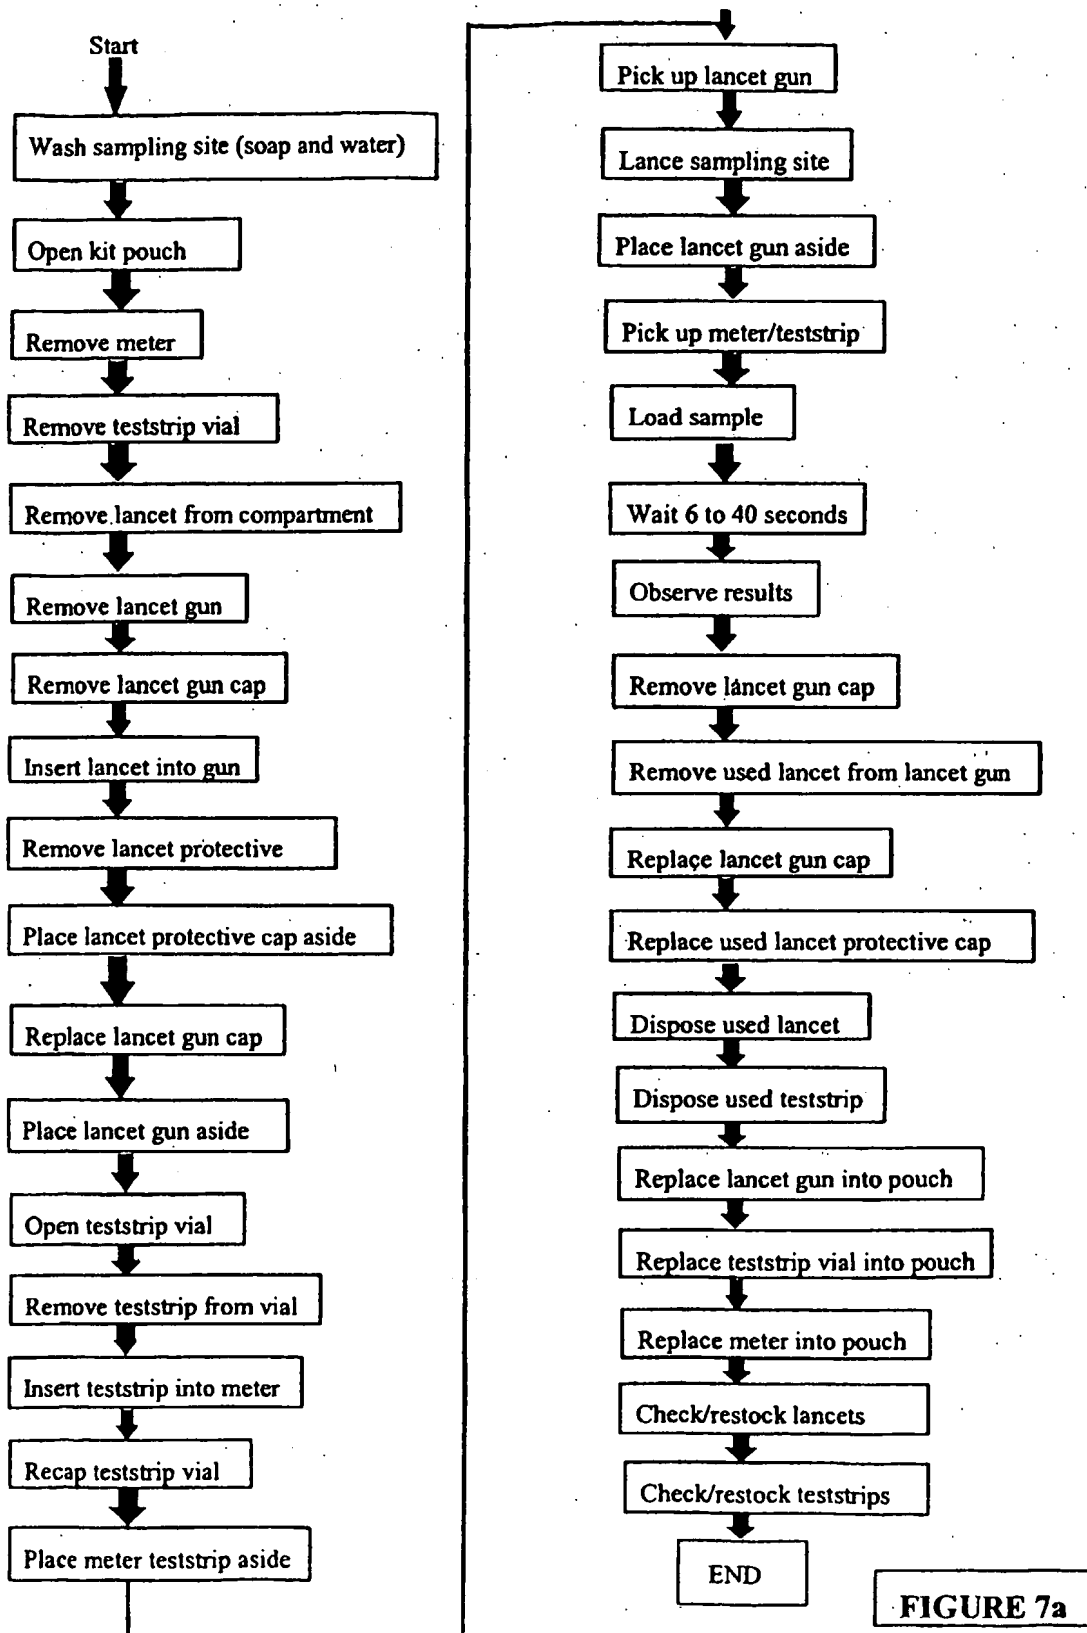 Start
Wash sampling site (soap and water)
Open kit pouch
Remove meter
Remove teststrip vial
Remove lancet from compartment
Remove lancet gun
Remove lancet gun cap
Insert lancet into gun
Remove lancet protective
Place lancet protective cap aside
Replace lancet gun cap
Place lancet gun aside
Open teststrip vial
Remove teststrip from vial
Insert teststrip into meter
Recap teststrip vial
Place meter teststrip aside
Pick up lancet gun
Lance sampling site
Place lancet gun aside
Pick up meter/teststrip
Load sample
Wait 6 to 40 seconds
Observe results
Remove lancet gun cap
Remove used lancet from lancet gun
Replace lancet gun cap
Replace used lancet protective cap
Dispose used lancet
Dispose used teststrip
Replace lancet gun into pouch
Replace teststrip vial into pouch
Replace meter into pouch
Check/restock lancets
Check/restock teststrips
END
FIGURE 7a